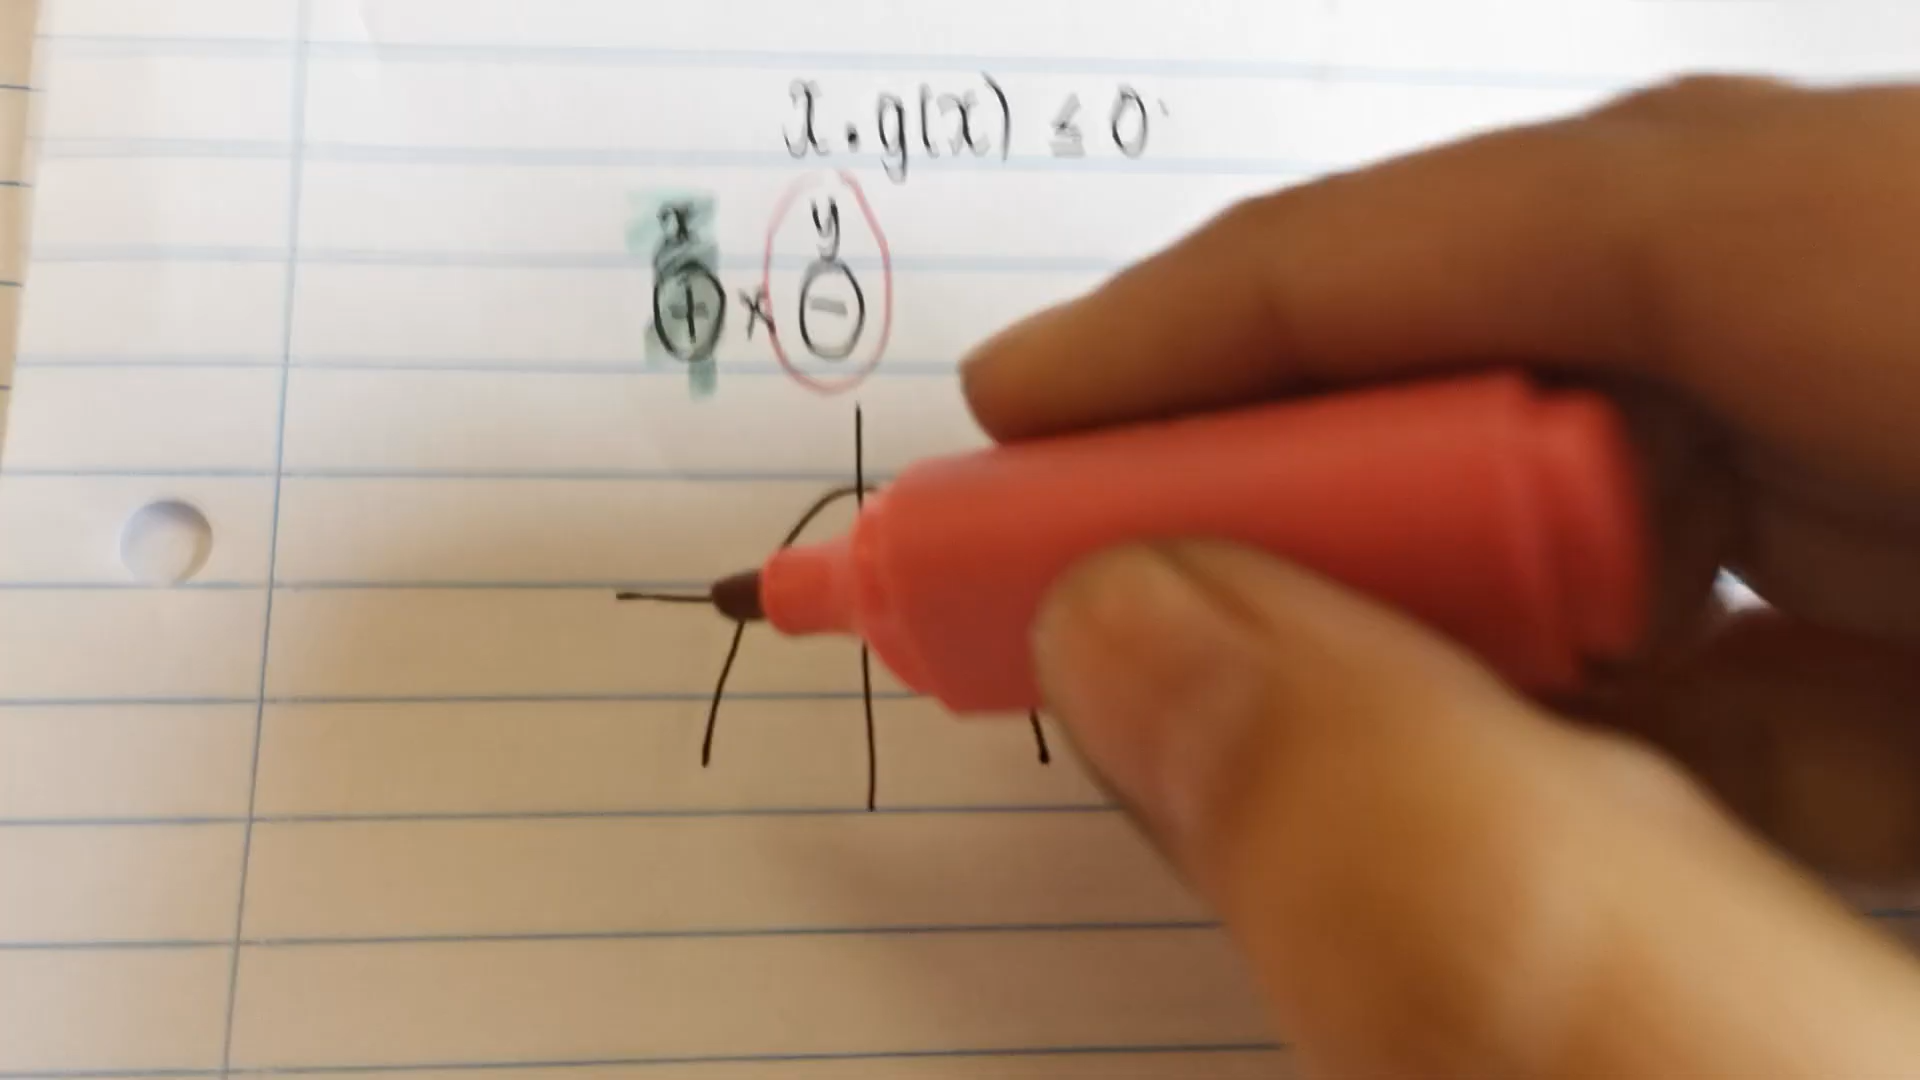 x · g(x) ≤ 0
x y
+ × −